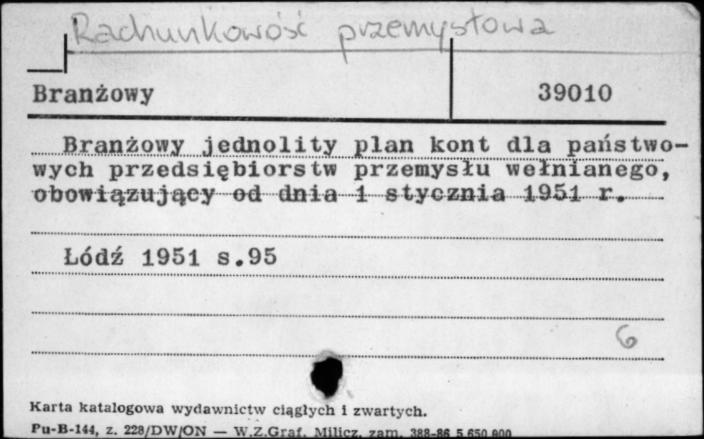 Rachunkowość przemysłowa
Branżowy 39010
Branżowy jednolity plan kont dla państwo-
wych przedsiębiorstw przemysłu wełnianego,
obowiązujący od dnia 1 stycznia 1951 r.
Łódź 1951 s.95
6
Karta katalogowa wydawnictw ciągłych i zwartych.
Pu-B-144, z. 228/DW/ON — W.Z.Graf. Milicz, zam. 388-86 5 650 000